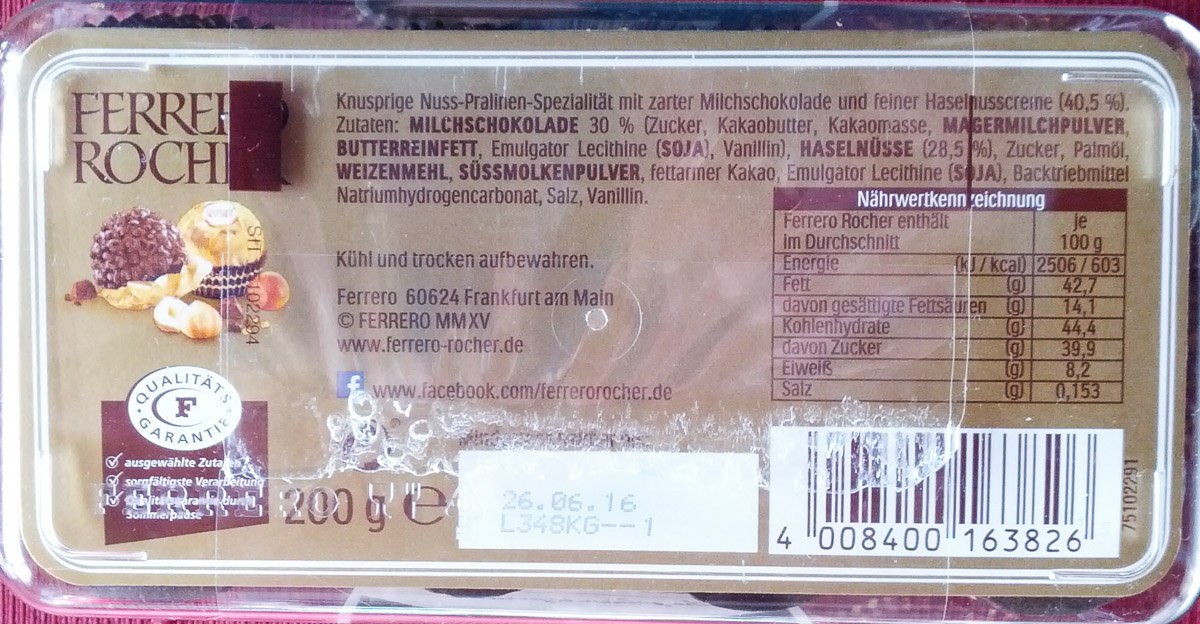 FERRER
ROCH
Knusprige Nuss-Pralinen-Spezialität mit zarter Milchschokolade und feiner Haselnusscreme (40,5 %).
Zutaten: MILCHSCHOKOLADE 30 % (Zucker, Kakaobutter, Kakaomasse, MAGERMILCHPULVER,
BUTTERREINFETT, Emulgator Lecithine (SOJA), Vanillin), HASELNÜSSE (28,5 %), Zucker, Palmöl,
WEIZENMEHL, SÜSSMOLKENPULVER, fettarmer Kakao, Emulgator Lecithine (SOJA), Backtriebmittel
Natriumhydrogencarbonat, Salz, Vanillin.
Kühl und trocken aufbewahren.
Ferrero 60624 Frankfurt am Main
© FERRERO MMXV
www.ferrero-rocher.de
f www.facebook.com/ferrerorocher.de
Nährwertkennzeichnung
Ferrero Rocher enthält je
im Durchschnitt 100 g
Energie (kJ / kcal) 2506 / 603
Fett (g) 42,7
davon gesättigte Fettsäuren (g) 14,1
Kohlenhydrate (g) 44,4
davon Zucker (g) 39,9
Eiweiß (g) 8,2
Salz (g) 0,153
102294
QUALITÄTS
F
GARANTIE
ausgewählte Zutaten
sorgfältigste Verarbeitung
Sommerpause
200 g e
26.06.16
L348KG--1
4 008400 163826
75102291